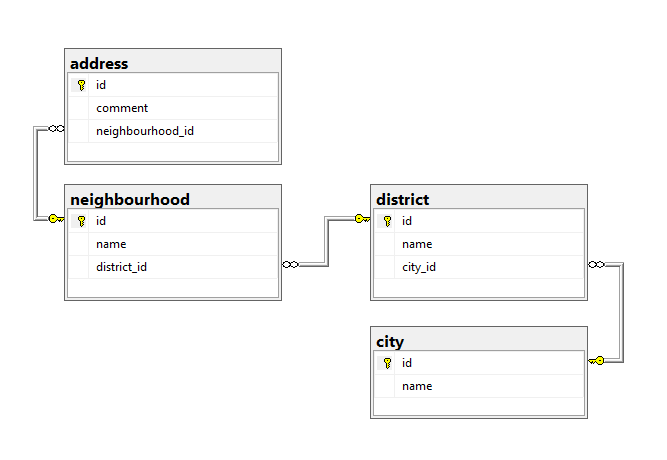 address
id
comment
neighbourhood_id
neighbourhood
id
name
district_id
district
id
name
city_id
city
id
name